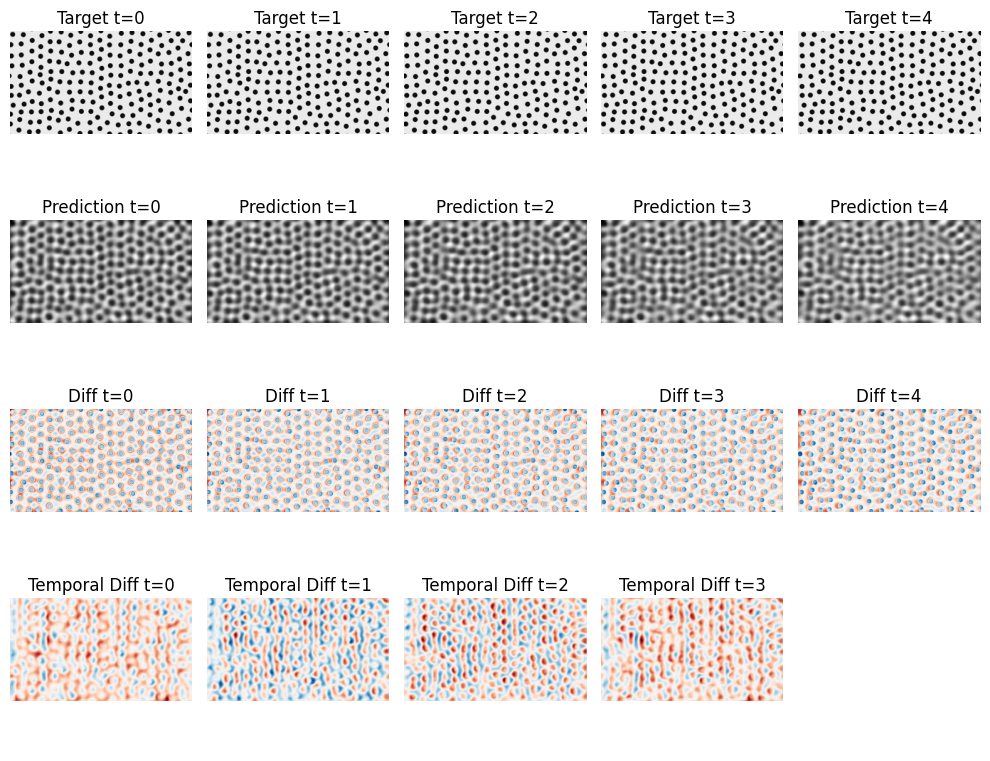 Target t=0
Target t=1
Target t=2
Target t=3
Target t=4
Prediction t=0
Prediction t=1
Prediction t=2
Prediction t=3
Prediction t=4
Diff t=0
Diff t=1
Diff t=2
Diff t=3
Diff t=4
Temporal Diff t=0
Temporal Diff t=1
Temporal Diff t=2
Temporal Diff t=3